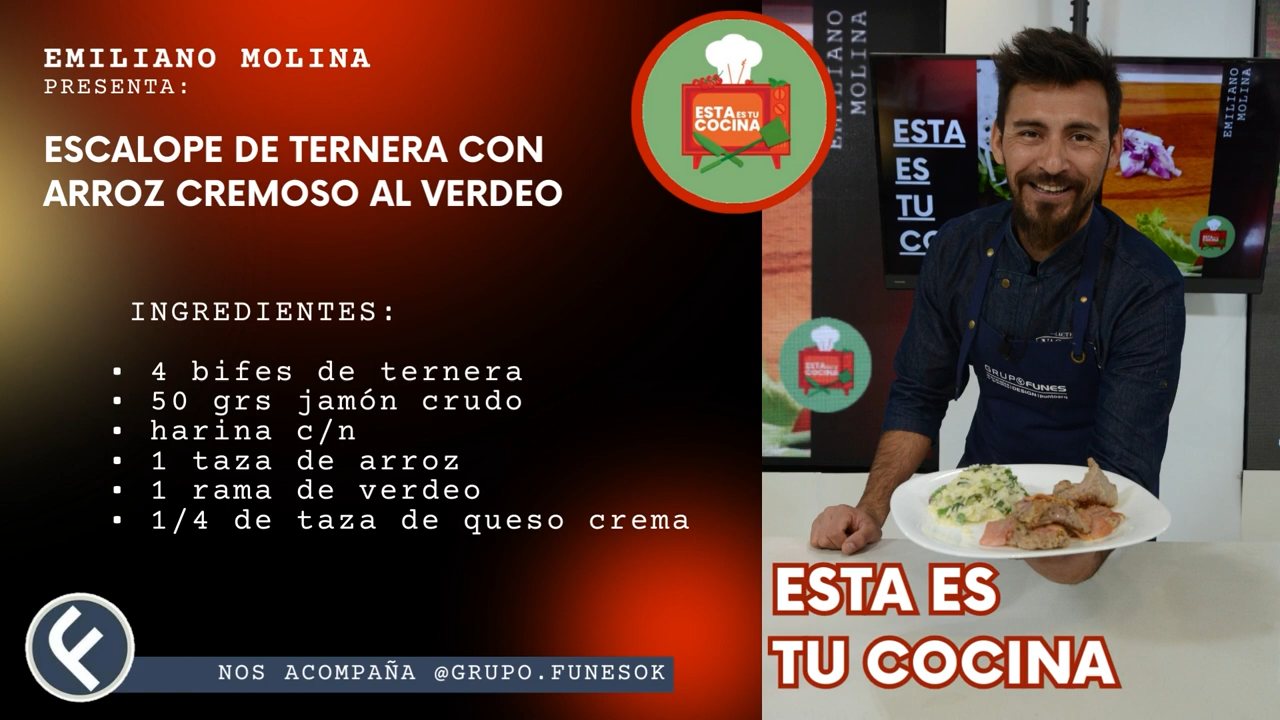 EMILIANO MOLINA
PRESENTA:
ESCALOPE DE TERNERA CON
ARROZ CREMOSO AL VERDEO
INGREDIENTES:
• 4 bifes de ternera
• 50 grs jamón crudo
• harina c/n
• 1 taza de arroz
• 1 rama de verdeo
• 1/4 de taza de queso crema
NOS ACOMPAÑA @GRUPO.FUNESOK
ESTA ES TU
COCINA
EMILIANO
MOLINA
ESTA
ES
TU
CO
EMILIANO
MOLINA
GRUPO FUNES
ESTA ES
TU COCINA